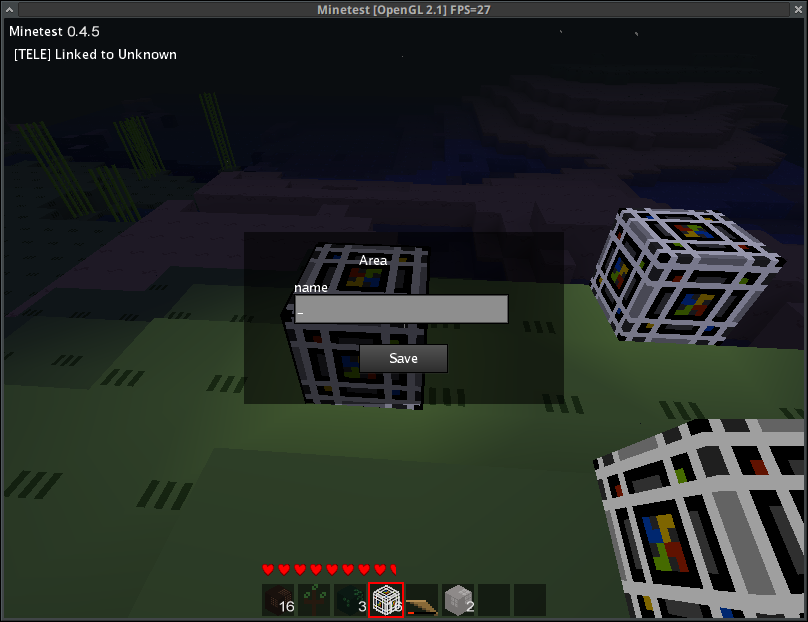 Minetest [OpenGL 2.1] FPS=27
Minetest 0.4.5
[TELE] Linked to Unknown
Area
name
_
Save
16
3
16
2